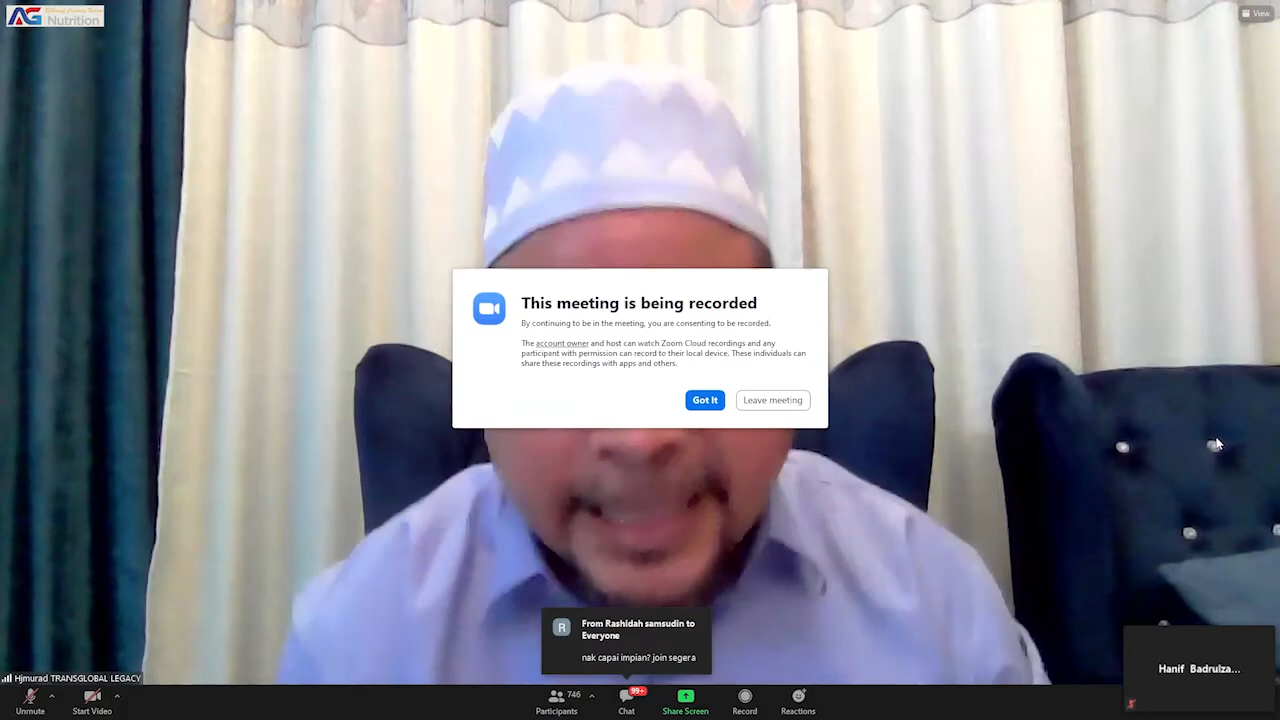 AG
Nutrition
View
This meeting is being recorded
By continuing to be in the meeting, you are consenting to be recorded.
The account owner and host can watch Zoom Cloud recordings and any
participant with permission can record to their local device. These individuals can
share these recordings with apps and others.
Got It
Leave meeting
R
From Rashidah samsudin to
Everyone
nak capai impian? join segera
Hanif Badrulza...
Hjmurad TRANSGLOBAL LEGACY
Unmute
Start Video
746
Participants
99+
Chat
Share Screen
Record
Reactions